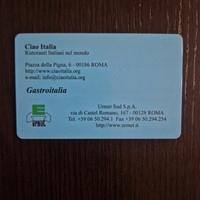 Ciao Italia
Ristoranti Italiani nel mondo
Piazza della Pigna, 6 - 00186 ROMA
http://www.ciaoitalia.org
e-mail: info@ciaoitalia.org
Gastroitalia
E
URMET
Urmet Sud S.p.A.
via di Castel Romano, 167 - 00128 ROMA
Tel. +39 06 50.294.1 Fax +39 06 50.294.254
http://www.urmet.it